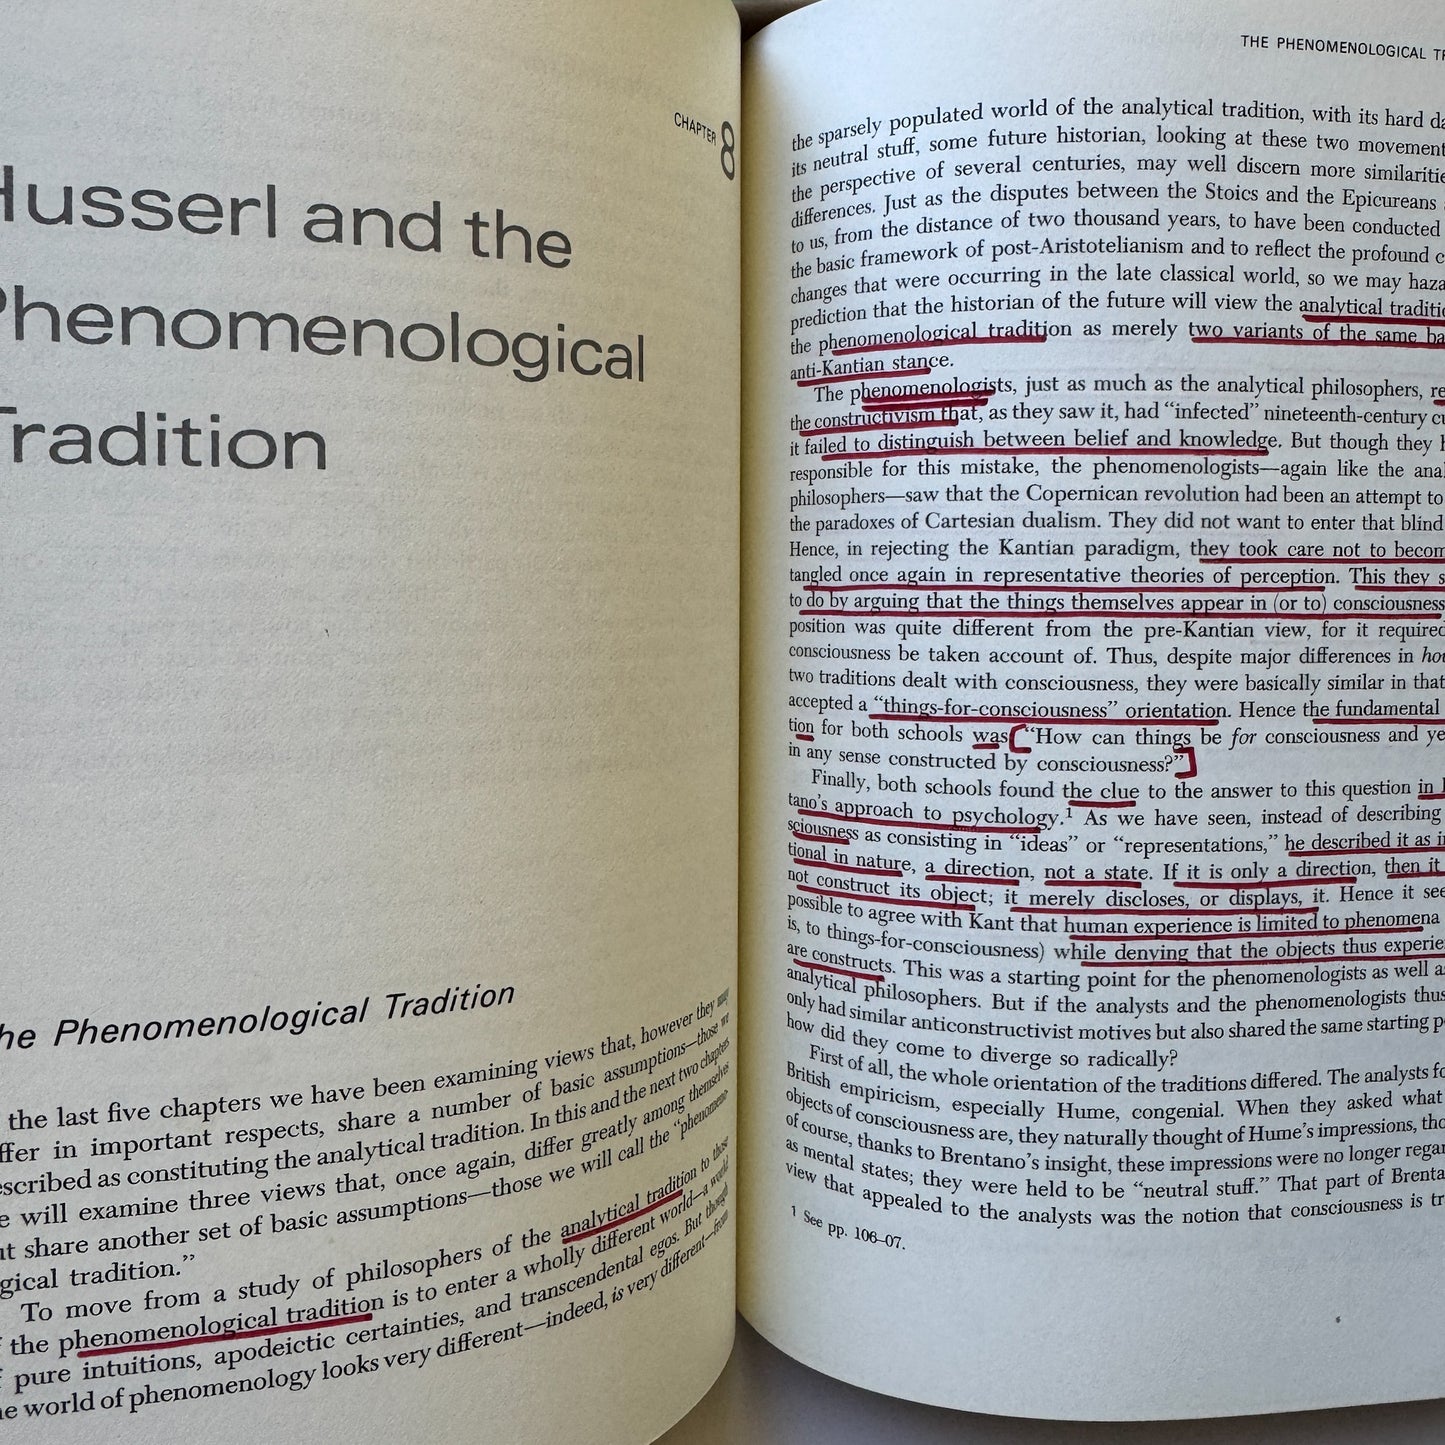 CHAPTER 8
Husserl and the
Phenomenological
Tradition
The Phenomenological Tradition
the last five chapters we have been examining views that, however they may
differ in important respects, share a number of basic assumptions—those we
described as constituting the analytical tradition. In this and the next two chapters
we will examine three views that, once again, differ greatly among themselves
but share another set of basic assumptions—those we will call the "phenomeno-
logical tradition."
To move from a study of philosophers of the analytical tradition to those
of the phenomenological tradition is to enter a wholly different world—a world
of pure intuitions, apodeictic certainties, and transcendental egos. But though
the world of phenomenology looks very different—indeed, is very different—from
THE PHENOMENOLOGICAL TR
the sparsely populated world of the analytical tradition, with its hard da
its neutral stuff, some future historian, looking at these two movement
the perspective of several centuries, may well discern more similaritie
differences. Just as the disputes between the Stoics and the Epicureans
to us, from the distance of two thousand years, to have been conducted
the basic framework of post-Aristotelianism and to reflect the profound c
changes that were occurring in the late classical world, so we may haza
prediction that the historian of the future will view the analytical traditio
the phenomenological tradition as merely two variants of the same ba
anti-Kantian stance.
The phenomenologists, just as much as the analytical philosophers, re
the constructivism that, as they saw it, had "infected" nineteenth-century cu
it failed to distinguish between belief and knowledge. But though they h
responsible for this mistake, the phenomenologists—again like the anal
philosophers—saw that the Copernican revolution had been an attempt to
the paradoxes of Cartesian dualism. They did not want to enter that blind
Hence, in rejecting the Kantian paradigm, they took care not to becom
tangled once again in representative theories of perception. This they s
to do by arguing that the things themselves appear in (or to) consciousness
position was quite different from the pre-Kantian view, for it required
consciousness be taken account of. Thus, despite major differences in how
two traditions dealt with consciousness, they were basically similar in that
accepted a "things-for-consciousness" orientation. Hence the fundamental
tion for both schools was ["How can things be for consciousness and ye
in any sense constructed by consciousness?"]
Finally, both schools found the clue to the answer to this question in
tano's approach to psychology.1 As we have seen, instead of describing
sciousness as consisting in "ideas" or "representations," he described it as in
tional in nature, a direction, not a state. If it is only a direction, then it
not construct its object; it merely discloses, or displays, it. Hence it see
possible to agree with Kant that human experience is limited to phenomena
is, to things-for-consciousness) while denying that the objects thus experie
are constructs. This was a starting point for the phenomenologists as well as
analytical philosophers. But if the analysts and the phenomenologists thus
only had similar anticonstructivist motives but also shared the same starting p
how did they come to diverge so radically?
First of all, the whole orientation of the traditions differed. The analysts fo
British empiricism, especially Hume, congenial. When they asked what
objects of consciousness are, they naturally thought of Hume's impressions, tho
of course, thanks to Brentano's insight, these impressions were no longer regar
as mental states; they were held to be "neutral stuff." That part of Brenta
view that appealed to the analysts was the notion that consciousness is tr
1 See pp. 106–07.